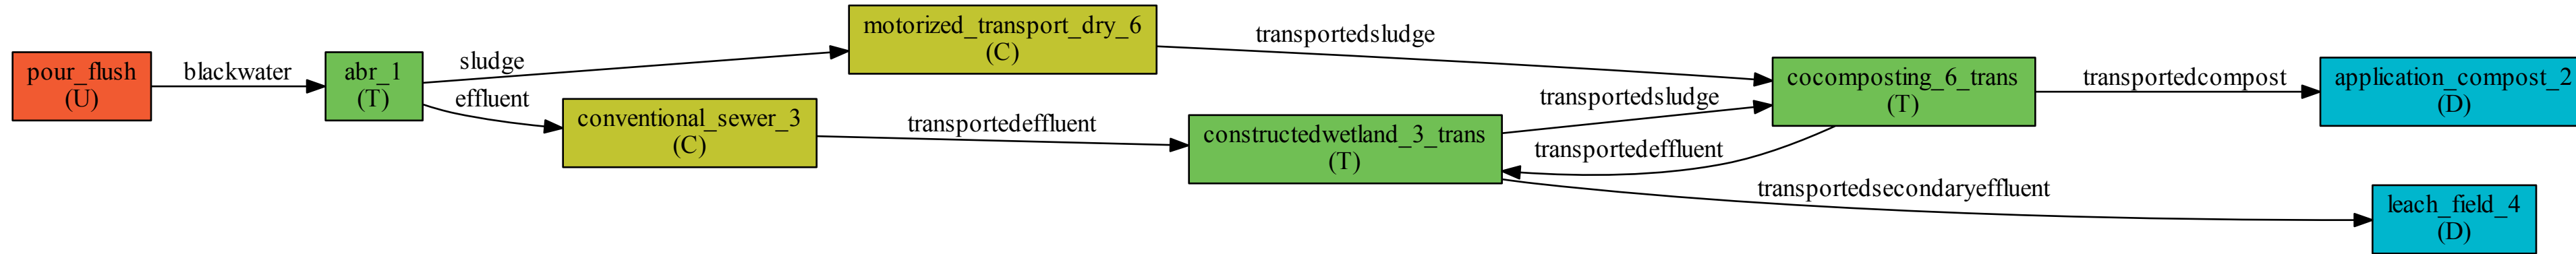 pour_flush
(U)
blackwater
abr_1
(T)
sludge
effluent
motorized_transport_dry_6
(C)
conventional_sewer_3
(C)
transportedsludge
transportedeffluent
constructedwetland_3_trans
(T)
transportedsludge
transportedeffluent
cocomposting_6_trans
(T)
transportedsecondaryeffluent
transportedcompost
application_compost_2
(D)
leach_field_4
(D)